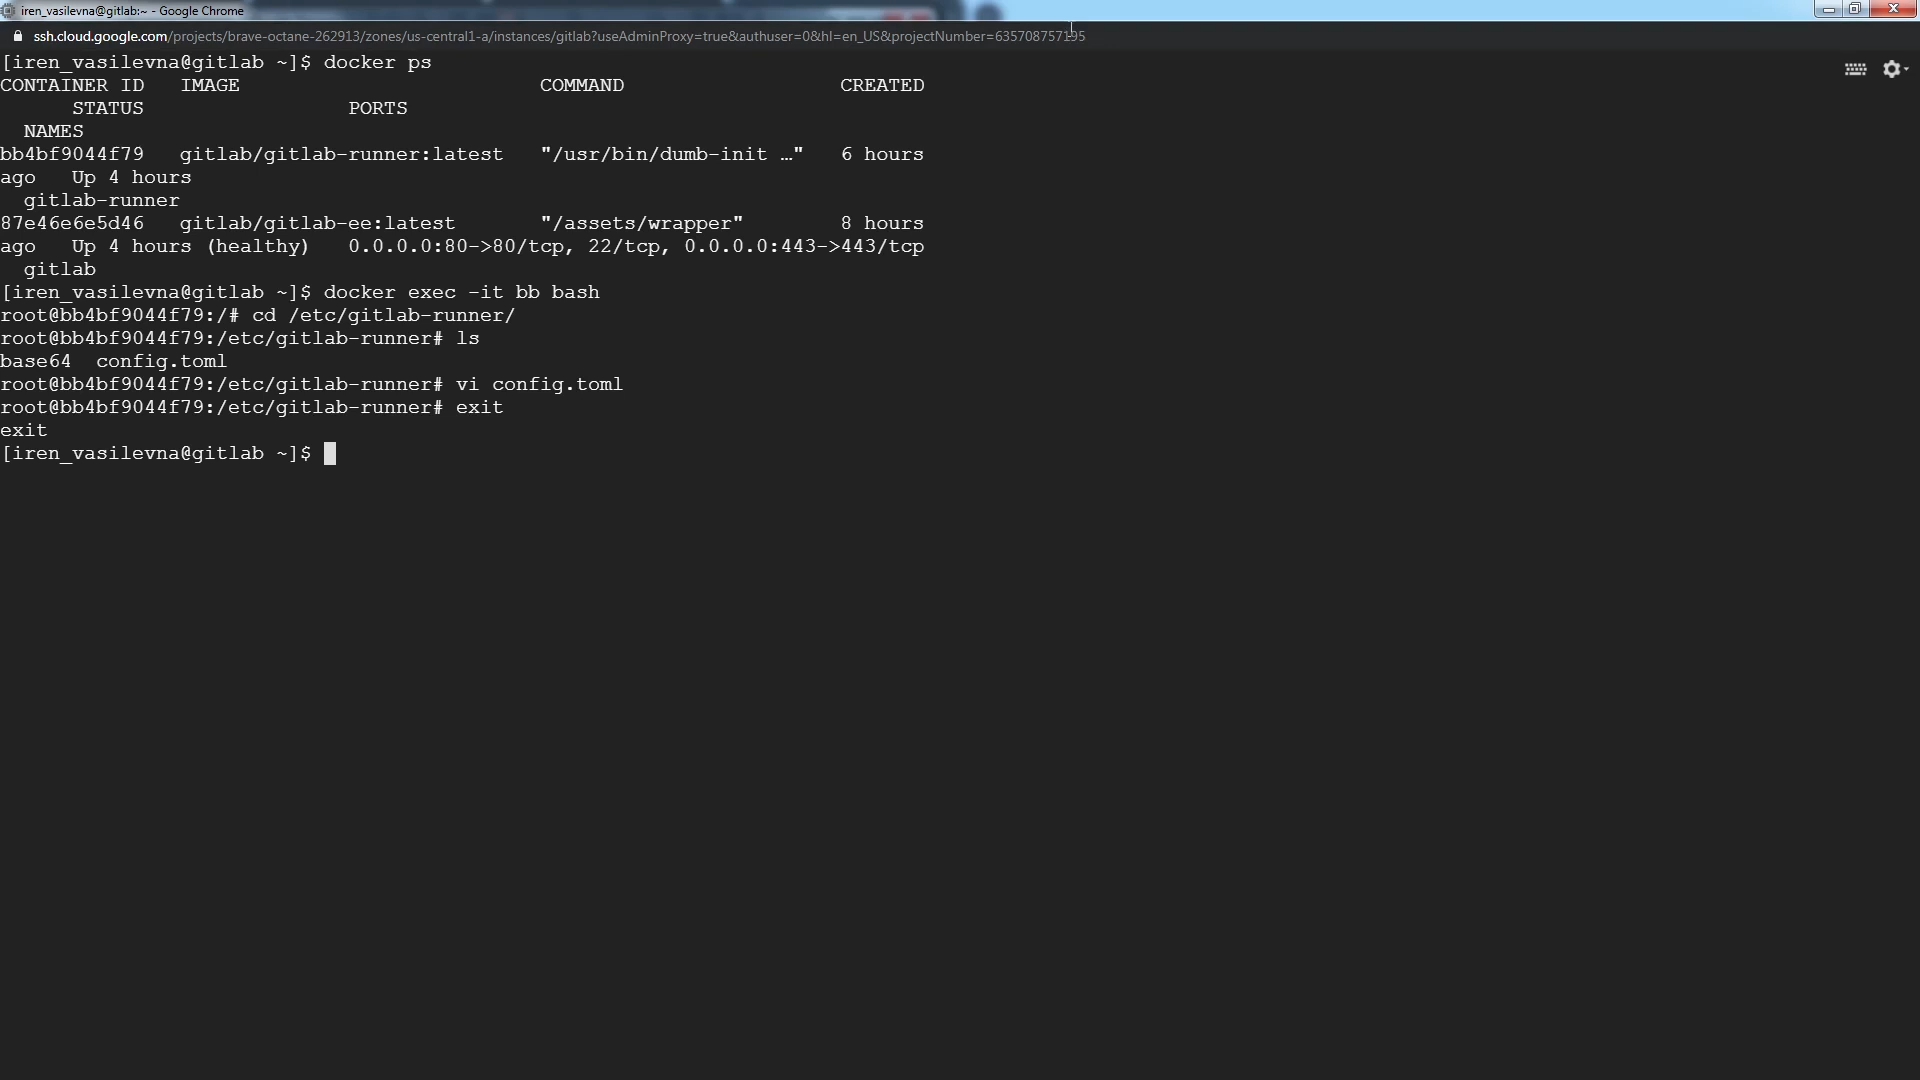 iren_vasilevna@gitlab:~ - Google Chrome
ssh.cloud.google.com/projects/brave-octane-262913/zones/us-central1-a/instances/gitlab?useAdminProxy=true&authuser=0&hl=en_US&projectNumber=635708757195
[iren_vasilevna@gitlab ~]$ docker ps
CONTAINER ID   IMAGE                         COMMAND                  CREATED
      STATUS                 PORTS
  NAMES
bb4bf9044f79   gitlab/gitlab-runner:latest   "/usr/bin/dumb-init …"   6 hours
ago   Up 4 hours
  gitlab-runner
87e46e6e5d46   gitlab/gitlab-ee:latest       "/assets/wrapper"        8 hours
ago   Up 4 hours (healthy)   0.0.0.0:80->80/tcp, 22/tcp, 0.0.0.0:443->443/tcp
  gitlab
[iren_vasilevna@gitlab ~]$ docker exec -it bb bash
root@bb4bf9044f79:/# cd /etc/gitlab-runner/
root@bb4bf9044f79:/etc/gitlab-runner# ls
base64  config.toml
root@bb4bf9044f79:/etc/gitlab-runner# vi config.toml
root@bb4bf9044f79:/etc/gitlab-runner# exit
exit
[iren_vasilevna@gitlab ~]$